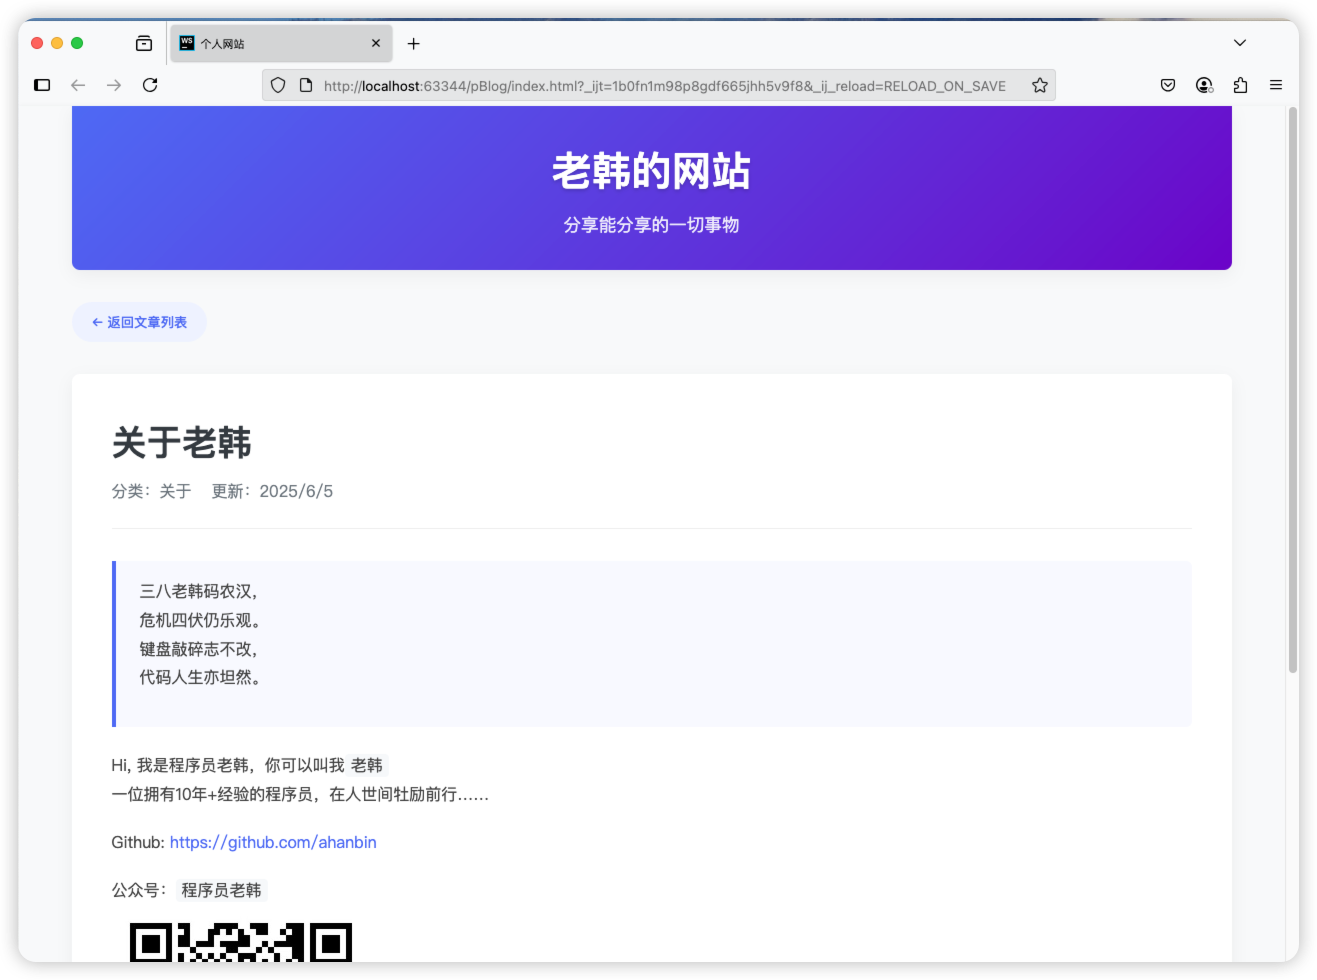 WS
个人网站
http://localhost:63344/pBlog/index.html?_ijt=1b0fn1m98p8gdf665jhh5v9f8&_ij_reload=RELOAD_ON_SAVE
老韩的网站
分享能分享的一切事物
← 返回文章列表
关于老韩
分类：关于 更新：2025/6/5
三八老韩码农汉，
危机四伏仍乐观。
键盘敲碎志不改，
代码人生亦坦然。
Hi, 我是程序员老韩，你可以叫我 老韩
一位拥有10年+经验的程序员，在人世间牡励前行……
Github: https://github.com/ahanbin
公众号： 程序员老韩